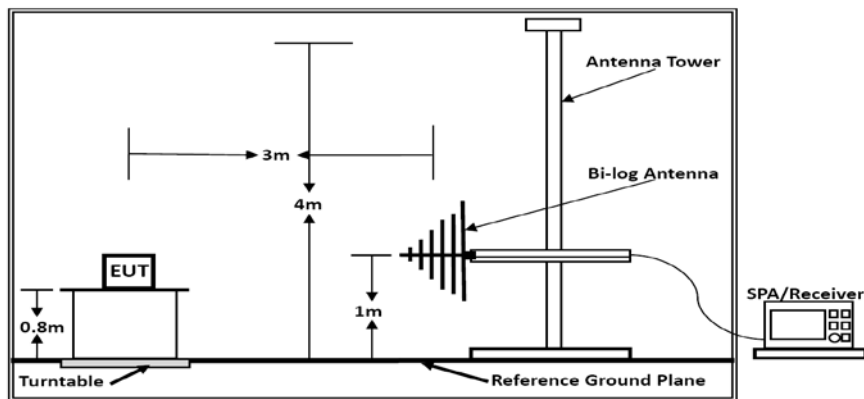 Antenna Tower
3m
Bi-log Antenna
4m
EUT
SPA/Receiver
0.8m
1m
Turntable
Reference Ground Plane